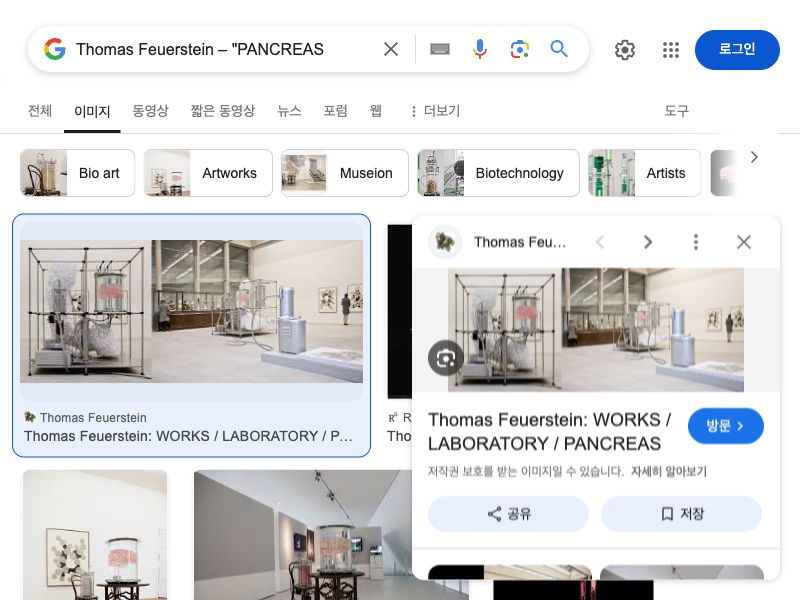 Thomas Feuerstein – "PANCREAS
로그인
전체 이미지 동영상 짧은 동영상 뉴스 포럼 웹 더보기 도구
Bio art Artworks Museion Biotechnology Artists
Thomas Feu...
Thomas Feuerstein
Thomas Feuerstein: WORKS / LABORATORY / P...
R
Tho
Thomas Feuerstein: WORKS /
LABORATORY / PANCREAS
방문
저작권 보호를 받는 이미지일 수 있습니다. 자세히 알아보기
공유 저장